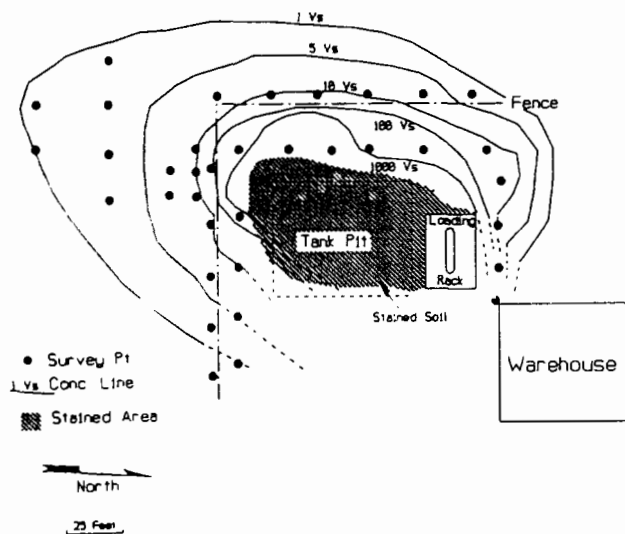 1 Vs
5 Vs
10 Vs
Fence
100 Vs
1000 Vs
Loading
Tank Pit
Rack
Stained Soil
Warehouse
Survey Pt
1 Vs Conc Line
Stained Area
North
25 Feet